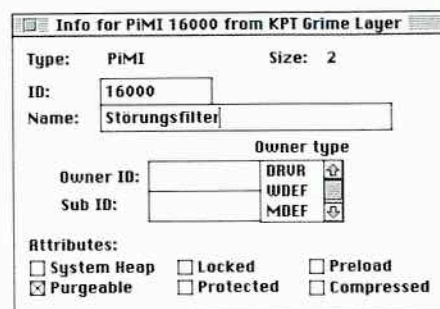 Info for PiMI 16000 from KPT Grime Layer
Type: PiMI Size: 2
ID: 16000
Name: Störungsfilter
Owner type
Owner ID:
Sub ID:
DRVR
WDEF
MDEF
Attributes:
System Heap Locked Preload
Purgeable Protected Compressed